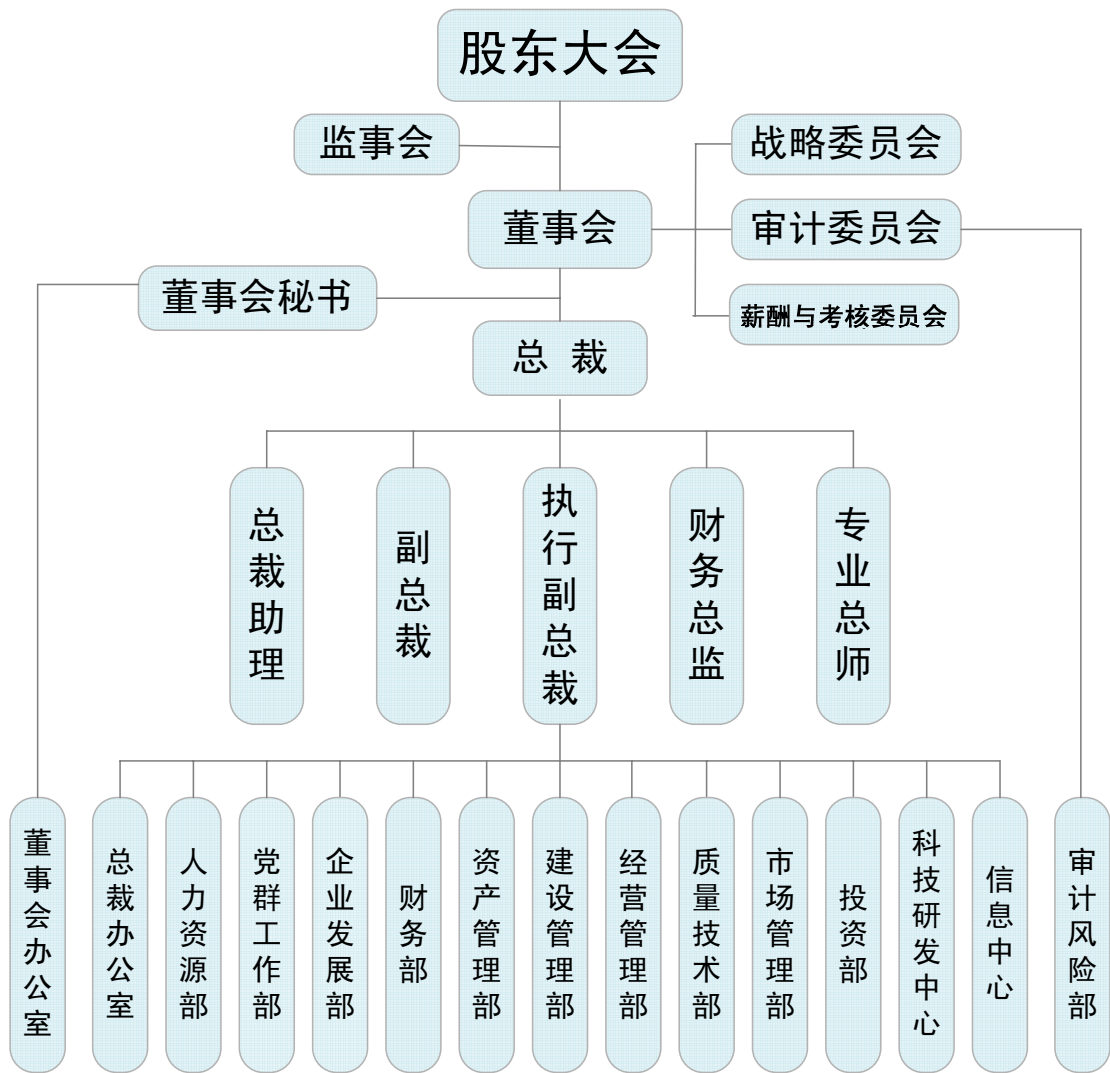 股东大会
监事会
战略委员会
董事会
审计委员会
董事会秘书
薪酬与考核委员会
总 裁
总裁助理
副总裁
执行副总裁
财务总监
专业总师
董事会办公室
总裁办公室
人力资源部
党群工作部
企业发展部
财务部
资产管理部
建设管理部
经营管理部
质量技术部
市场管理部
投资部
科技研发中心
信息中心
审计风险部